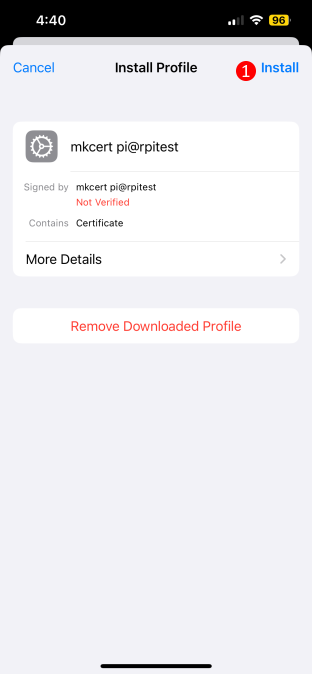 4:40
96
Cancel
Install Profile
1
Install
mkcert pi@rpitest
Signed by mkcert pi@rpitest
Not Verified
Contains Certificate
More Details
Remove Downloaded Profile